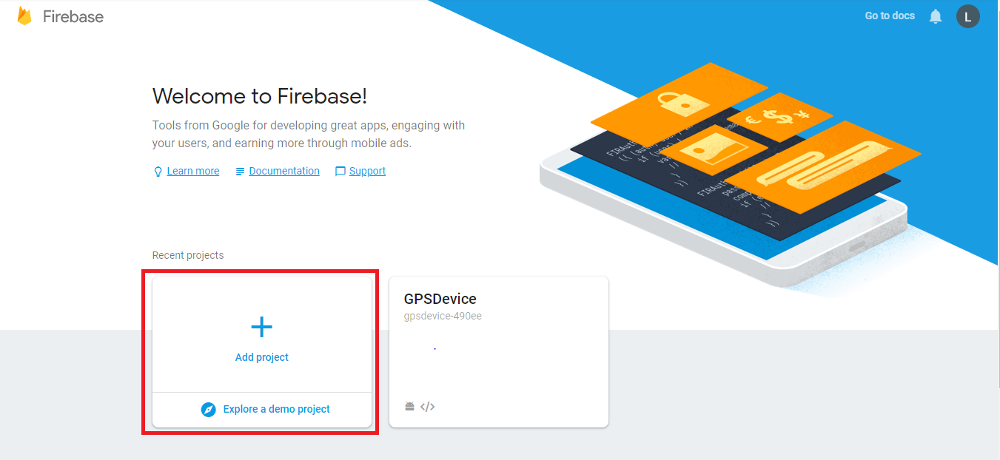 Firebase
Go to docs
L
Welcome to Firebase!
Tools from Google for developing great apps, engaging with
your users, and earning more through mobile ads.
Learn more
Documentation
Support
Recent projects
Add project
Explore a demo project
GPSDevice
gpsdevice-490ee